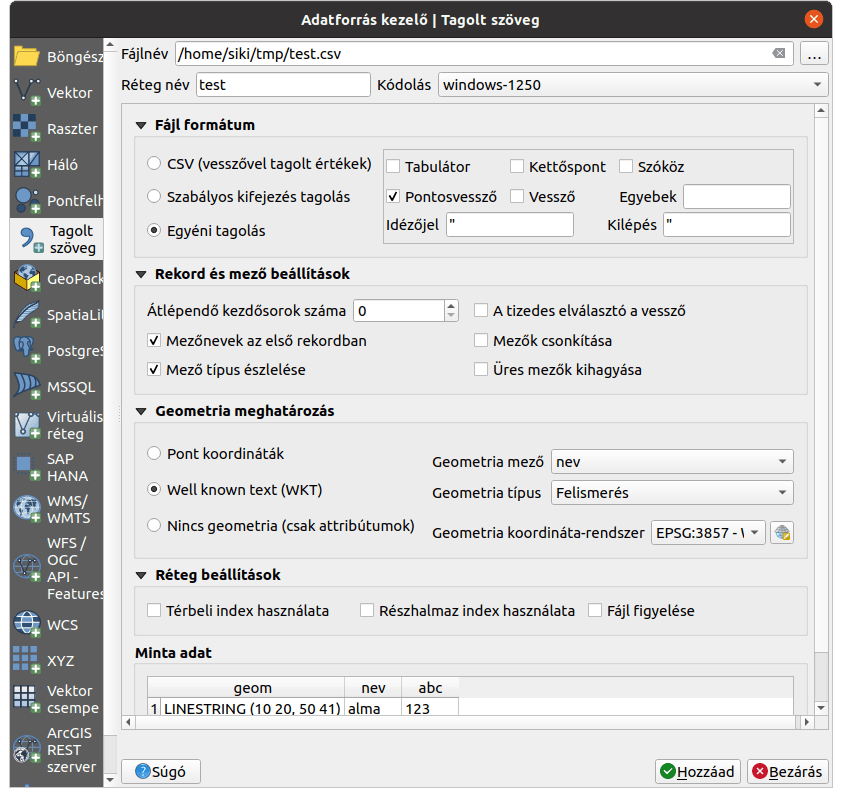 Adatforrás kezelő | Tagolt szöveg
Böngész
Vektor
Raszter
Háló
Pontfelh
Tagolt
szöveg
GeoPack
SpatiaLit
PostgreS
MSSQL
Virtuális
réteg
SAP
HANA
WMS/
WMTS
WFS /
OGC
API -
Features
WCS
XYZ
Vektor
csempe
ArcGIS
REST
szerver
Fájlnév /home/siki/tmp/test.csv ...
Réteg név test Kódolás windows-1250
Fájl formátum
CSV (vesszővel tagolt értékek) Tabulátor Kettőspont Szóköz
Szabályos kifejezés tagolás Pontosvessző Vessző Egyebek
Egyéni tagolás Idézőjel " Kilépés "
Rekord és mező beállítások
Átlépendő kezdősorok száma 0 A tizedes elválasztó a vessző
Mezőnevek az első rekordban Mezők csonkítása
Mező típus észlelése Üres mezők kihagyása
Geometria meghatározás
Pont koordináták Geometria mező nev
Well known text (WKT) Geometria típus Felismerés
Nincs geometria (csak attribútumok) Geometria koordináta-rendszer EPSG:3857 - \
Réteg beállítások
Térbeli index használata Részhalmaz index használata Fájl figyelése
Minta adat
geom nev abc
1 LINESTRING (10 20, 50 41) alma 123
?Súgó Hozzáad Bezárás